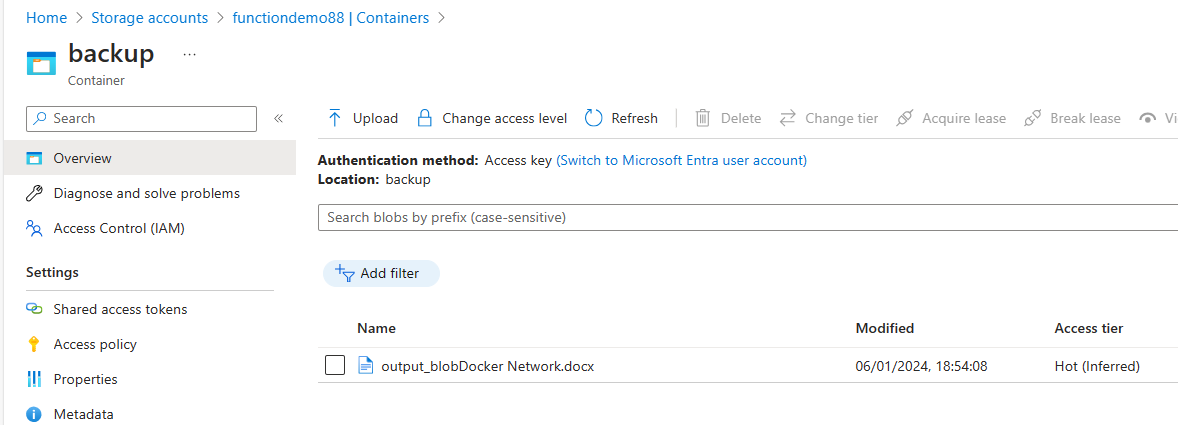 Home > Storage accounts > functiondemo88 | Containers >
backup ...
Container
Search «
Overview
Diagnose and solve problems
Access Control (IAM)
Settings
Shared access tokens
Access policy
Properties
Metadata
Upload Change access level Refresh Delete Change tier Acquire lease Break lease Vi
Authentication method: Access key (Switch to Microsoft Entra user account)
Location: backup
Search blobs by prefix (case-sensitive)
Add filter
Name Modified Access tier
output_blobDocker Network.docx 06/01/2024, 18:54:08 Hot (Inferred)